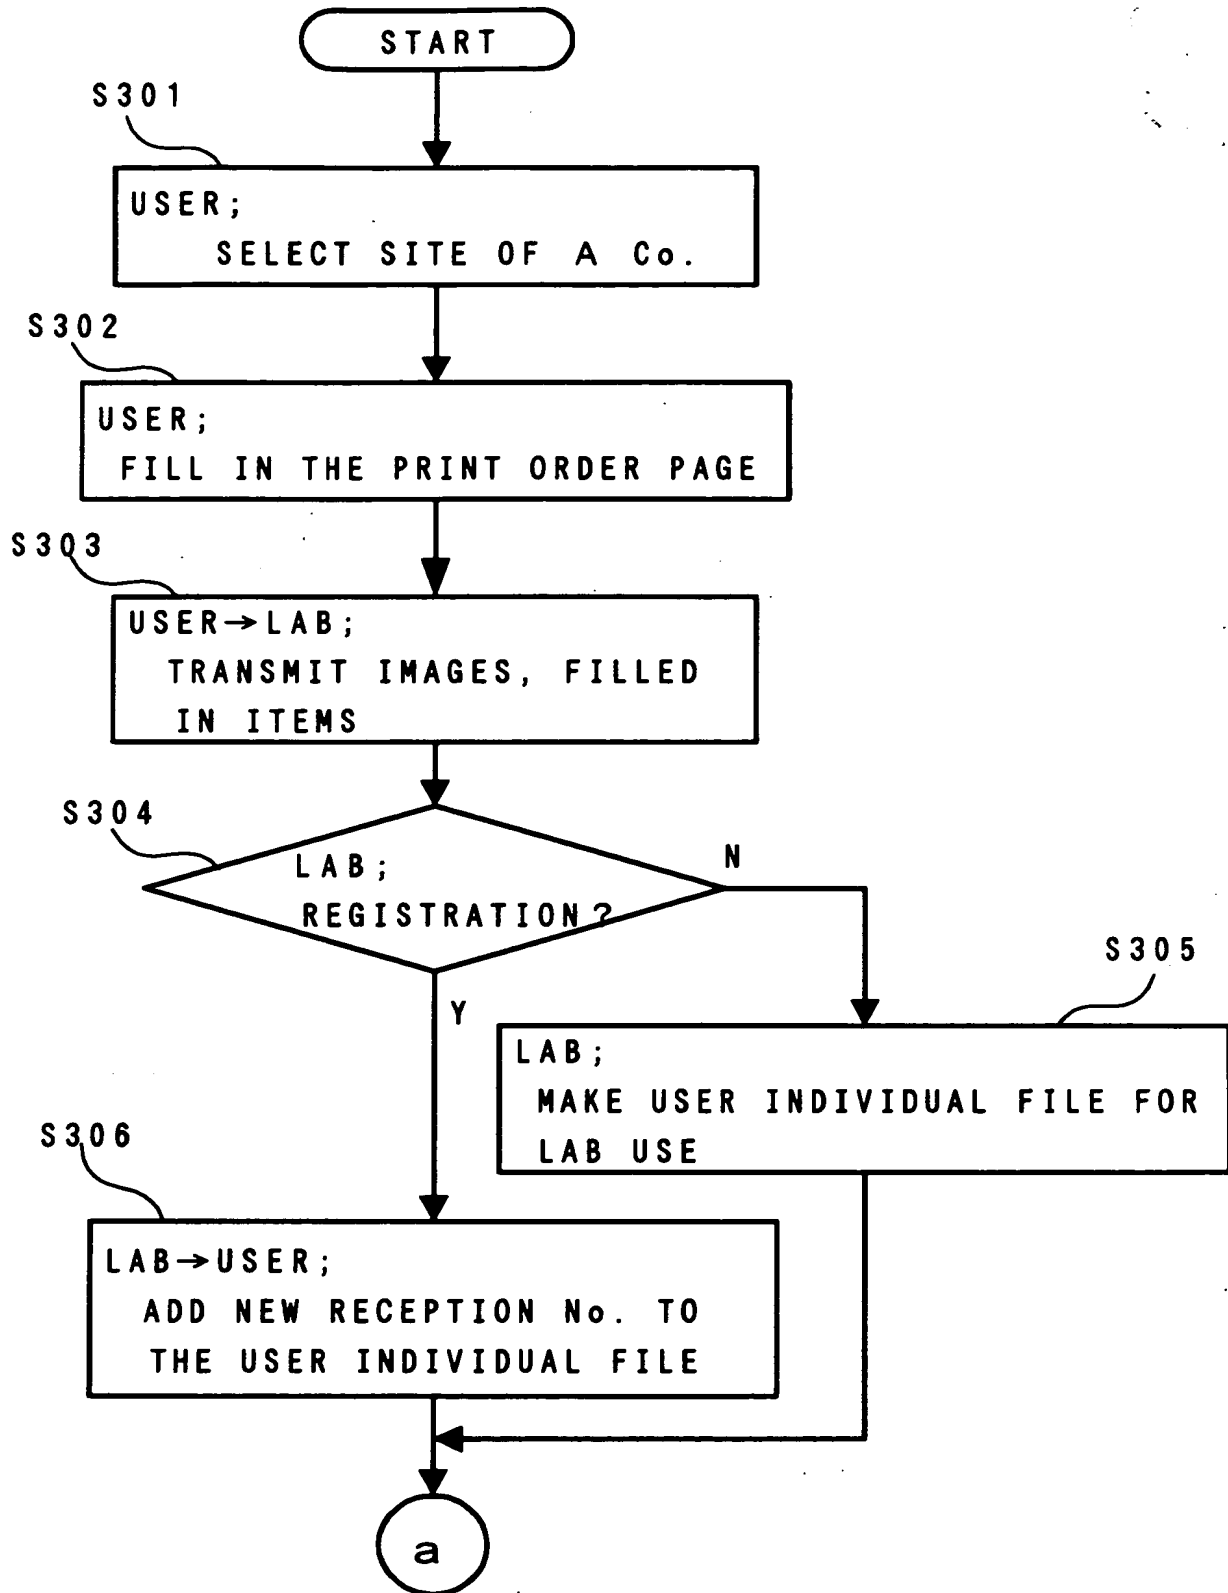 START
S301
USER;
SELECT SITE OF A Co.
S302
USER;
FILL IN THE PRINT ORDER PAGE
S303
USER→LAB;
TRANSMIT IMAGES, FILLED
IN ITEMS
S304
LAB;
REGISTRATION?
N
Y
S305
LAB;
MAKE USER INDIVIDUAL FILE FOR
LAB USE
S306
LAB→USER;
ADD NEW RECEPTION No. TO
THE USER INDIVIDUAL FILE
a